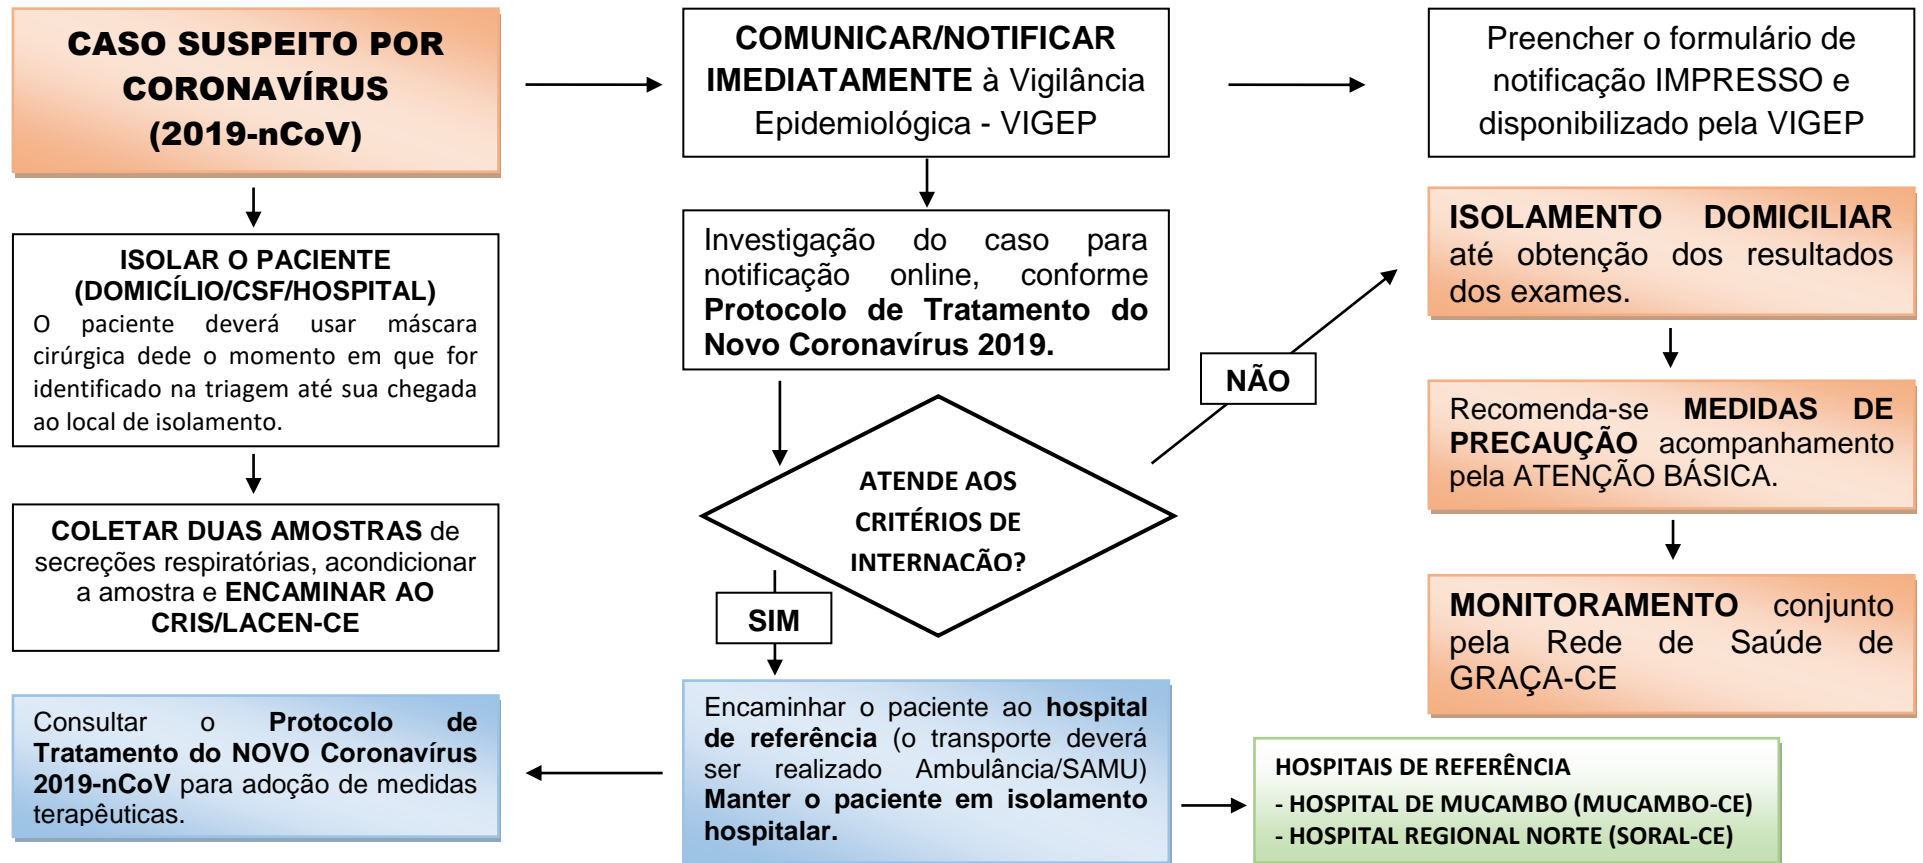 CASO SUSPEITO POR
CORONAVÍRUS
(2019-nCoV)
COMUNICAR/NOTIFICAR
IMEDIATAMENTE à Vigilância
Epidemiológica - VIGEP
Preencher o formulário de
notificação IMPRESSO e
disponibilizado pela VIGEP
ISOLAR O PACIENTE
(DOMICÍLIO/CSF/HOSPITAL)
O paciente deverá usar máscara
cirúrgica dede o momento em que for
identificado na triagem até sua chegada
ao local de isolamento.
Investigação do caso para
notificação online, conforme
Protocolo de Tratamento do
Novo Coronavírus 2019.
ISOLAMENTO DOMICILIAR
até obtenção dos resultados
dos exames.
NÃO
Recomenda-se MEDIDAS DE
PRECAUÇÃO acompanhamento
pela ATENÇÃO BÁSICA.
ATENDE AOS
CRITÉRIOS DE
INTERNAÇÃO?
COLETAR DUAS AMOSTRAS de
secreções respiratórias, acondicionar
a amostra e ENCAMINAR AO
CRIS/LACEN-CE
SIM
MONITORAMENTO conjunto
pela Rede de Saúde de
GRAÇA-CE
Consultar o Protocolo de
Tratamento do NOVO Coronavírus
2019-nCoV para adoção de medidas
terapêuticas.
Encaminhar o paciente ao hospital
de referência (o transporte deverá
ser realizado Ambulância/SAMU)
Manter o paciente em isolamento
hospitalar.
HOSPITAIS DE REFERÊNCIA
- HOSPITAL DE MUCAMBO (MUCAMBO-CE)
- HOSPITAL REGIONAL NORTE (SORAL-CE)